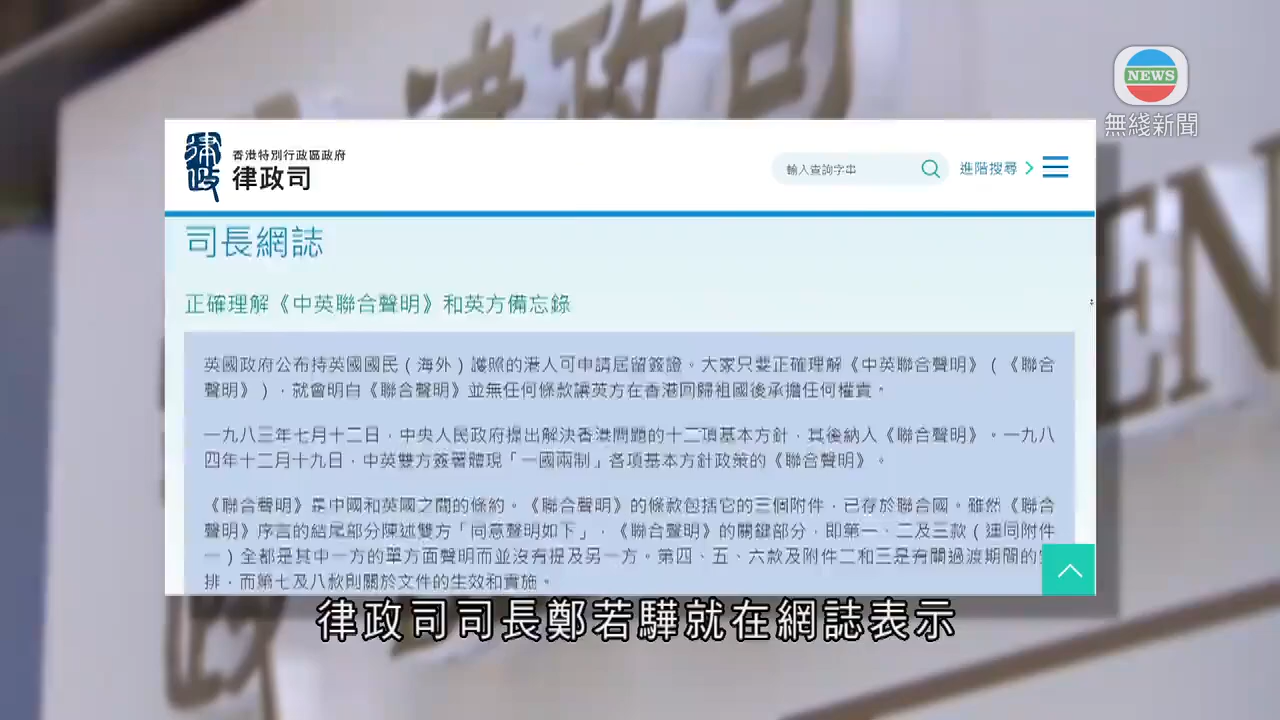 律政司
NEWS
無綫新聞
EN
律政
香港特別行政區政府
律政司
輸入查詢字串
進階搜尋
司長網誌
正確理解《中英聯合聲明》和英方備忘錄
英國政府公布持英國國民（海外）護照的港人可申請居留簽證。大家只要正確理解《中英聯合聲明》（《聯合
聲明》），就會明白《聯合聲明》並無任何條款讓英方在香港回歸祖國後承擔任何權責。
一九八三年七月十二日，中央人民政府提出解決香港問題的十二項基本方針，其後納入《聯合聲明》。一九八
四年十二月十九日，中英雙方簽署體現「一國兩制」各項基本方針政策的《聯合聲明》。
《聯合聲明》是中國和英國之間的條約。《聯合聲明》的條款包括它的三個附件，已存於聯合國。雖然《聯合
聲明》序言的結尾部分陳述雙方「同意聲明如下」，《聯合聲明》的關鍵部分，即第一、二及三款（連同附件
一）全都是其中一方的單方面聲明而並沒有提及另一方。第四、五、六款及附件二和三是有關過渡期間的
排，而第七及八款則關於文件的生效和實施。
律政司司長鄭若驊就在網誌表示